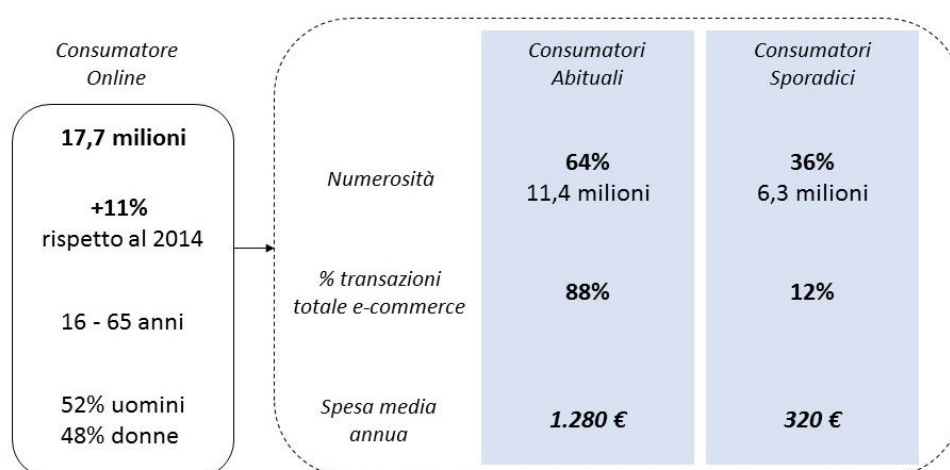 Consumatore
Online
17,7 milioni
+11%
rispetto al 2014
16 - 65 anni
52% uomini
48% donne
Consumatori
Abituali
Consumatori
Sporadici
Numerosità
64%
11,4 milioni
36%
6,3 milioni
% transazioni
totale e-commerce
88%
12%
Spesa media
annua
1.280 €
320 €